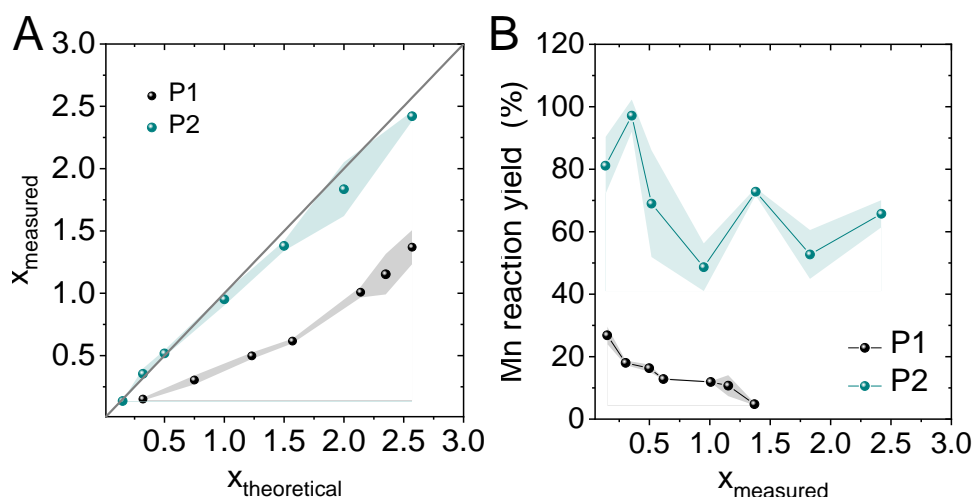 A
3.0
2.5
2.0
1.5
1.0
0.5
P1
P2
x_measured
0.5 1.0 1.5 2.0 2.5 3.0
x_theoretical
B
120
100
80
60
40
20
0
Mn reaction yield (%)
P1
P2
0.5 1.0 1.5 2.0 2.5 3.0
x_measured